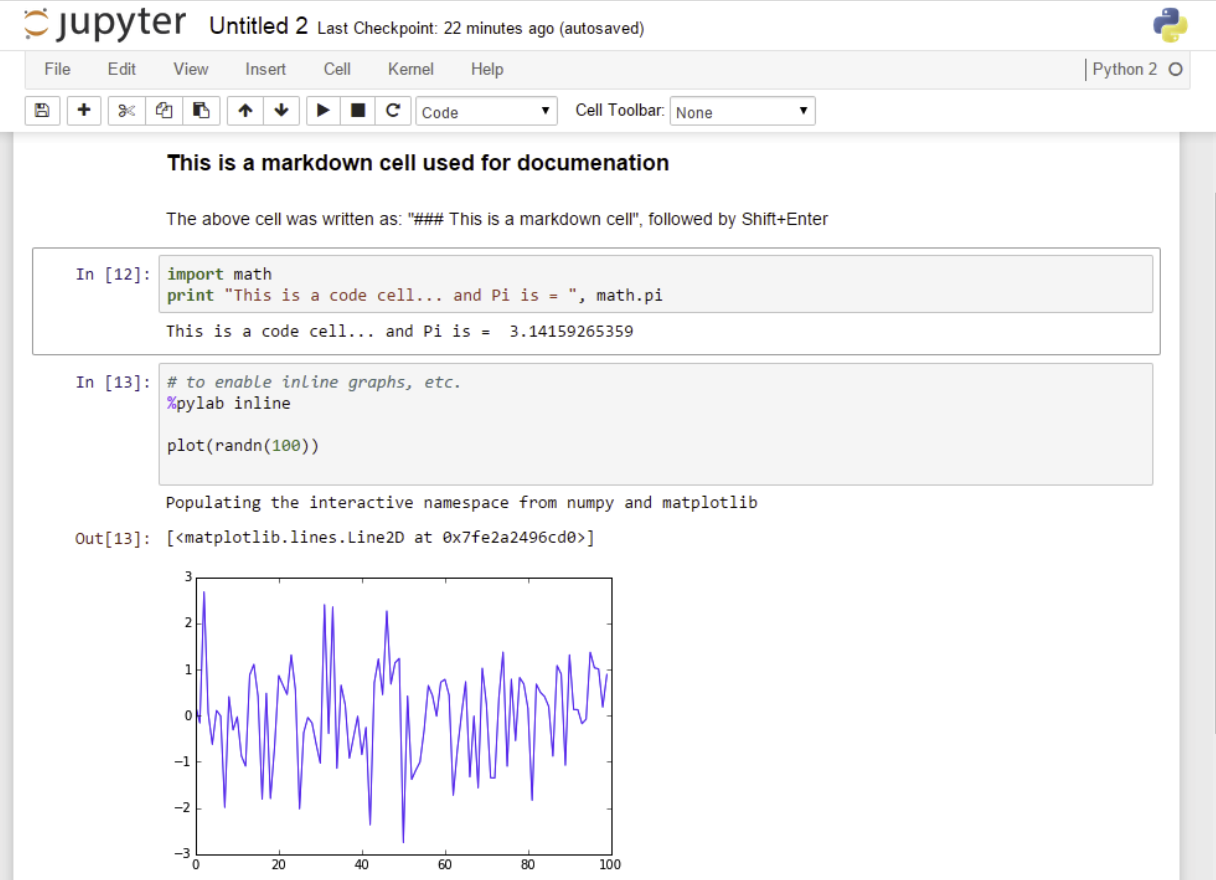 jupyter Untitled 2 Last Checkpoint: 22 minutes ago (autosaved)
File Edit View Insert Cell Kernel Help Python 2
Code Cell Toolbar: None
This is a markdown cell used for documenation
The above cell was written as: "### This is a markdown cell", followed by Shift+Enter
In [12]: import math
print "This is a code cell... and Pi is = ", math.pi
This is a code cell... and Pi is =  3.14159265359
In [13]: # to enable inline graphs, etc.
%pylab inline
plot(randn(100))
Populating the interactive namespace from numpy and matplotlib
Out[13]: [<matplotlib.lines.Line2D at 0x7fe2a2496cd0>]
3
2
1
0
−1
−2
−3
0 20 40 60 80 100